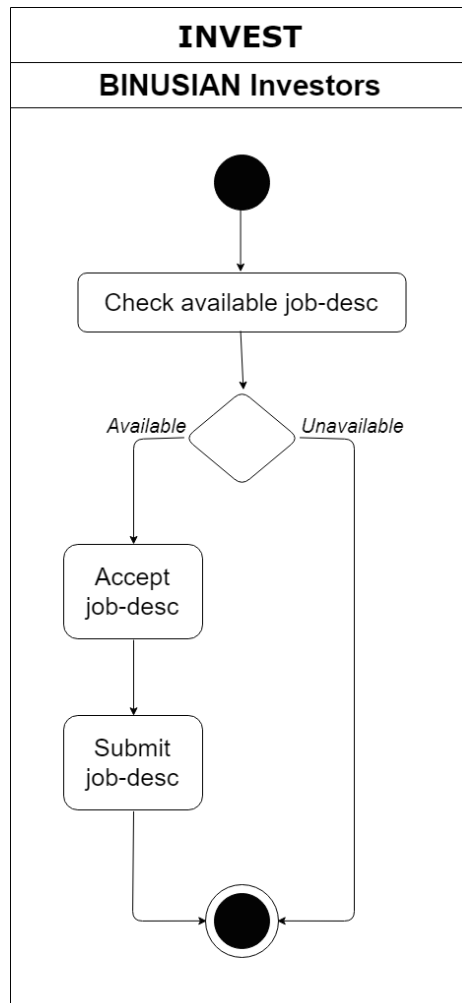 INVEST
BINUSIAN Investors
Check available job-desc
Available
Unavailable
Accept
job-desc
Submit
job-desc